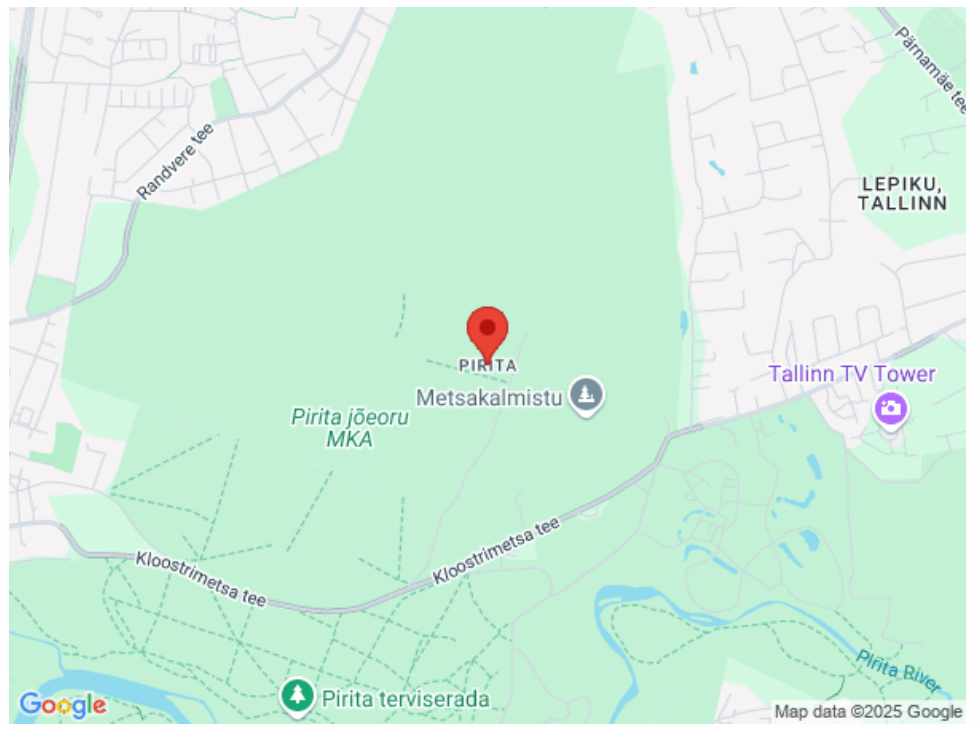 Pärnamäe tee
Randvere tee
LEPIKU,
TALLINN
PIRITA
Tallinn TV Tower
Metsakalmistu
Pirita jõeoru
MKA
Kloostrimetsa tee
Kloostrimetsa tee
Pirita River
Pirita terviserada
Google
Map data ©2025 Google